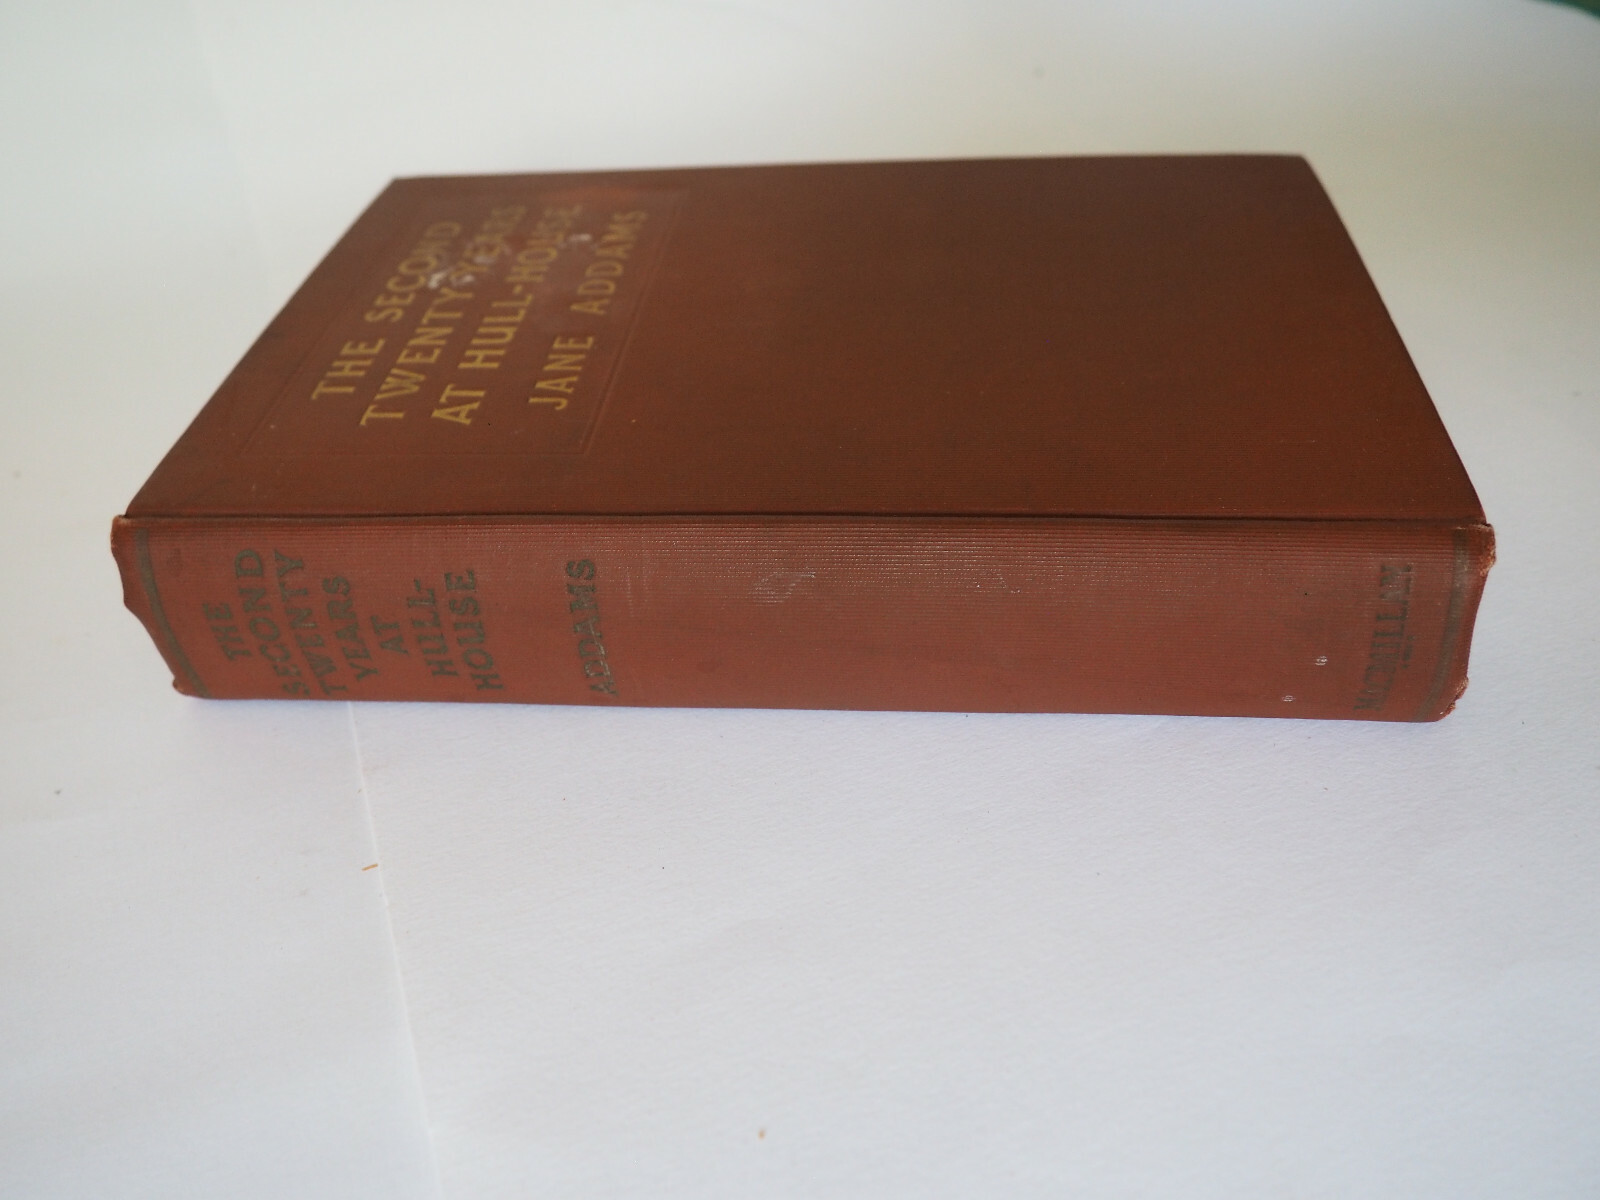 THE SECOND
TWENTY YEARS
AT HULL-HOUSE
JANE ADDAMS
THE
SECOND
TWENTY
YEARS
AT
HULL-
HOUSE
ADDAMS
MACMILLAN